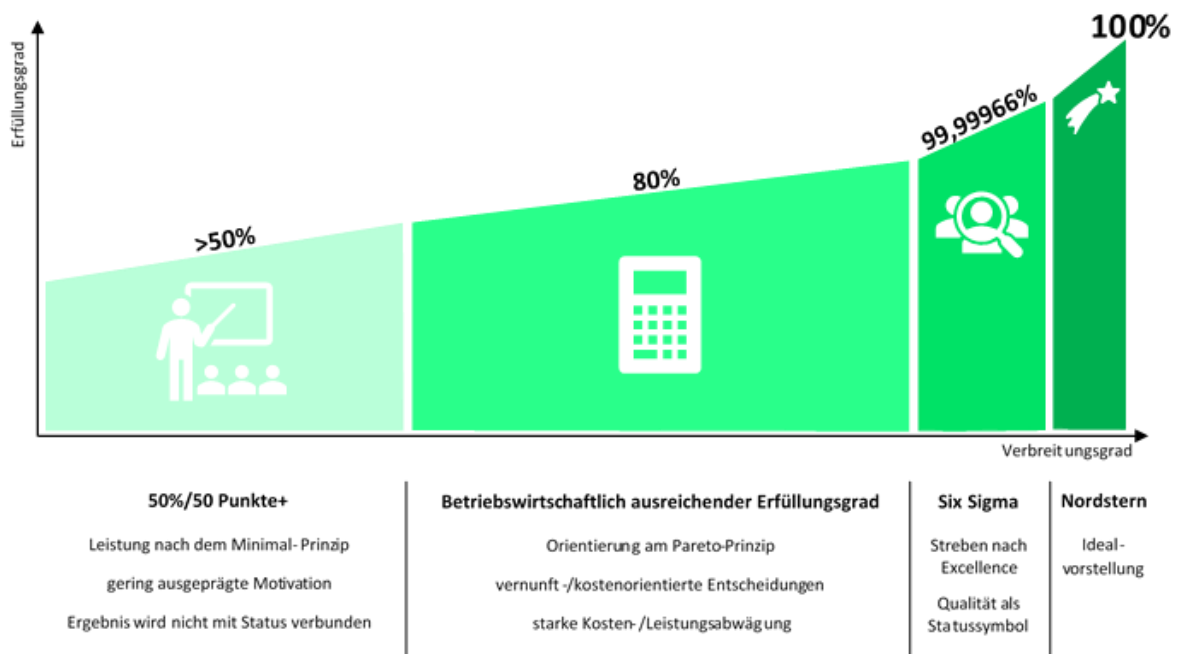 100%
Erfüllungsgrad
99,99966%
80%
>50%
Verbreitungsgrad
50%/50 Punkte+
Leistung nach dem Minimal-Prinzip
gering ausgeprägte Motivation
Ergebnis wird nicht mit Status verbunden
Betriebswirtschaftlich ausreichender Erfüllungsgrad
Orientierung am Pareto-Prinzip
vernunft-/kostenorientierte Entscheidungen
starke Kosten-/Leistungsabwägung
Six Sigma
Streben nach
Excellence
Qualität als
Statussymbol
Nordstern
Ideal-
vorstellung